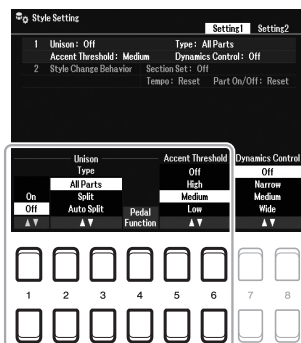 Style Setting
Setting1 Setting2
1 Unison: Off Type: All Parts
Accent Threshold: Medium Dynamics Control: Off
2 Style Change Behavior Section Set: Off
Tempo: Reset Part On/Off: Reset
Unison Accent Threshold Dynamics Control
Type Off Off
All Parts High Narrow
On Split Medium Medium
Off Auto Split Pedal Low Wide
▲▼ ▲▼ Function ▲▼ ▲▼
1 2 3 4 5 6 7 8